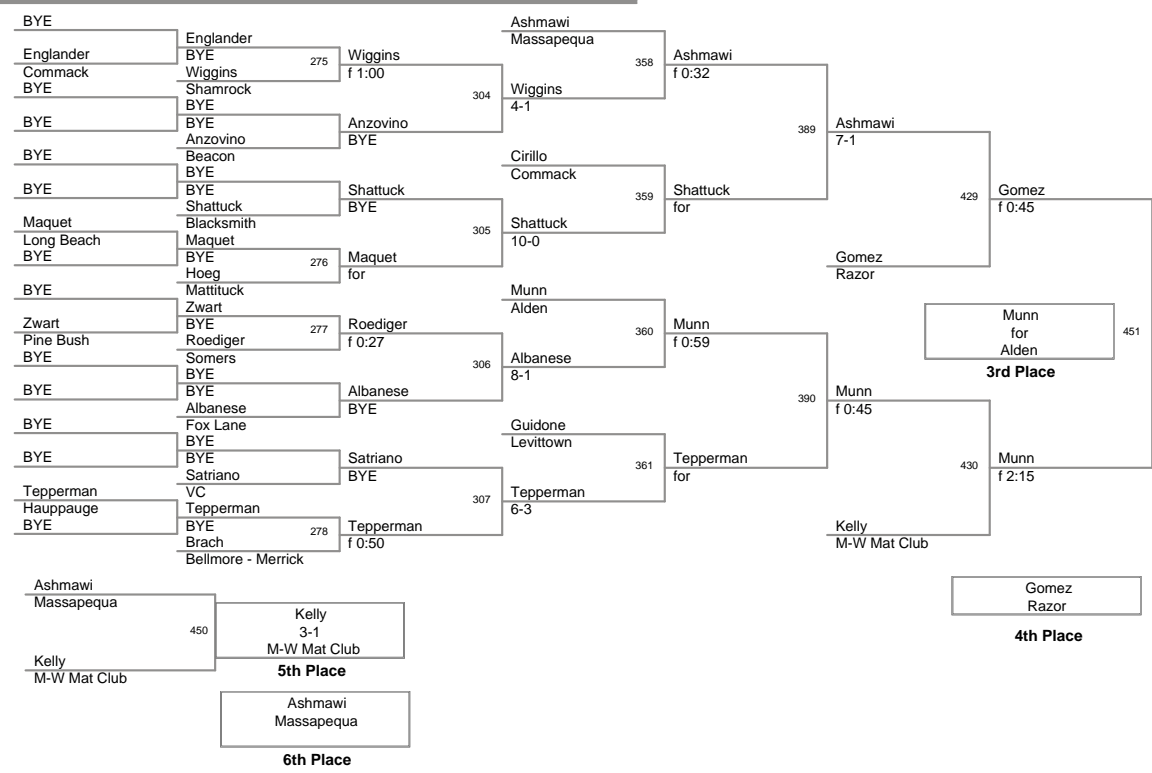 BYE
Englander
Commack
BYE
BYE
BYE
BYE
Maquet
Long Beach
BYE
BYE
Zwart
Pine Bush
BYE
BYE
BYE
BYE
Tepperman
Hauppauge
BYE
Englander
BYE
275
Wiggins
Shamrock
BYE
BYE
Anzovino
Beacon
BYE
BYE
Shattuck
Blacksmith
Maquet
BYE
276
Hoeg
Mattituck
Zwart
BYE
277
Roediger
Somers
BYE
BYE
Albanese
Fox Lane
BYE
BYE
Satriano
VC
Tepperman
BYE
278
Brach
Bellmore - Merrick
Wiggins
f 1:00
304
Anzovino
BYE
Shattuck
BYE
305
Maquet
for
Roediger
f 0:27
306
Albanese
BYE
Satriano
BYE
307
Tepperman
f 0:50
Ashmawi
Massapequa
358
Wiggins
4-1
Cirillo
Commack
359
Shattuck
10-0
Munn
Alden
360
Albanese
8-1
Guidone
Levittown
361
Tepperman
6-3
Ashmawi
f 0:32
389
Shattuck
for
Munn
f 0:59
390
Tepperman
for
Ashmawi
7-1
429
Gomez
Razor
Munn
f 0:45
430
Kelly
M-W Mat Club
Gomez
f 0:45
Munn
for
Alden
451
3rd Place
Munn
f 2:15
Gomez
Razor
4th Place
Ashmawi
Massapequa
450
Kelly
M-W Mat Club
Kelly
3-1
M-W Mat Club
5th Place
Ashmawi
Massapequa
6th Place